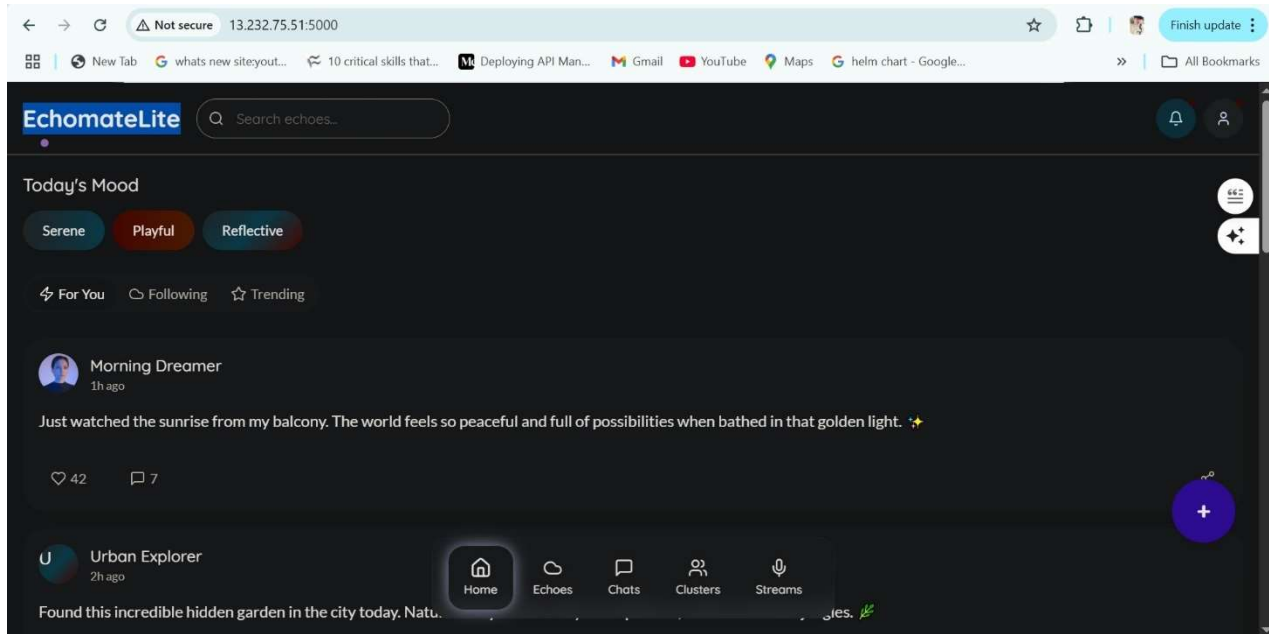 Not secure 13.232.75.51:5000 Finish update
New Tab whats new site:yout... 10 critical skills that... Deploying API Man... Gmail YouTube Maps helm chart - Google... » All Bookmarks
EchomateLite Search echoes...
Today's Mood
Serene Playful Reflective
For You Following Trending
Morning Dreamer
1h ago
Just watched the sunrise from my balcony. The world feels so peaceful and full of possibilities when bathed in that golden light. ✨
42 7
+
U Urban Explorer
2h ago
Home Echoes Chats Clusters Streams
Found this incredible hidden garden in the city today.